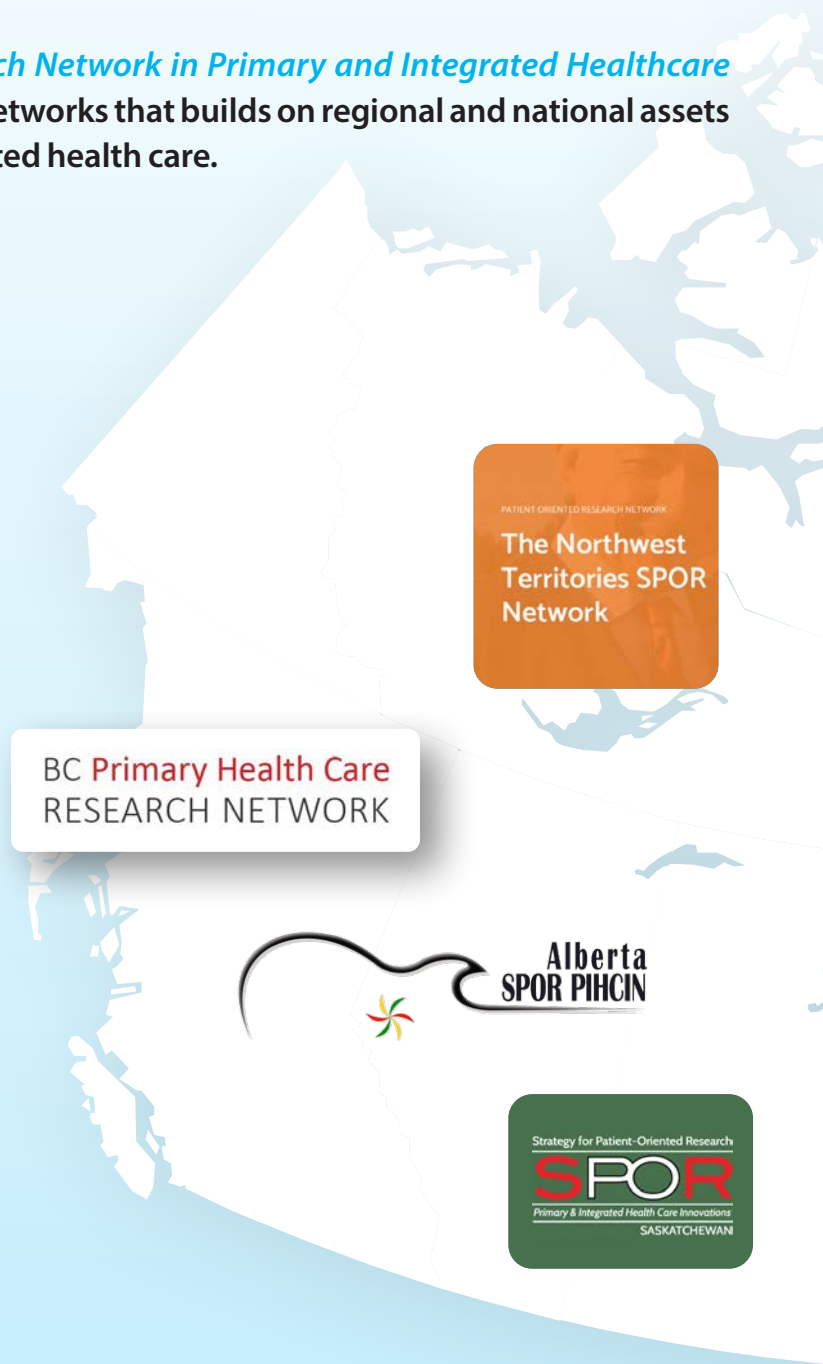 ch Network in Primary and Integrated Healthcare
etworks that builds on regional and national assets
ted health care.
PATIENT ORIENTED RESEARCH NETWORK
The Northwest
Territories SPOR
Network
BC Primary Health Care
RESEARCH NETWORK
Alberta
SPOR PIHCIN
Strategy for Patient-Oriented Research
SPOR
Primary & Integrated Health Care Innovations
SASKATCHEWAN